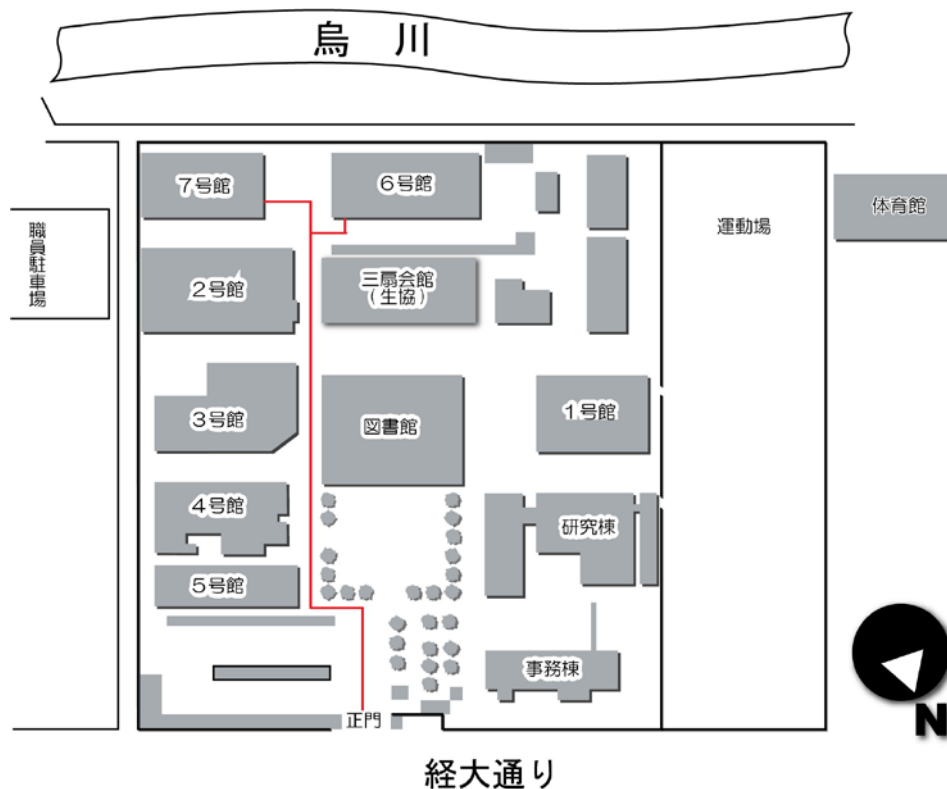 烏 川
7号館
6号館
体育館
職員駐車場
運動場
2号館
三扇会館
（生協）
3号館
図書館
1号館
4号館
研究棟
5号館
事務棟
正門
N
経大通り